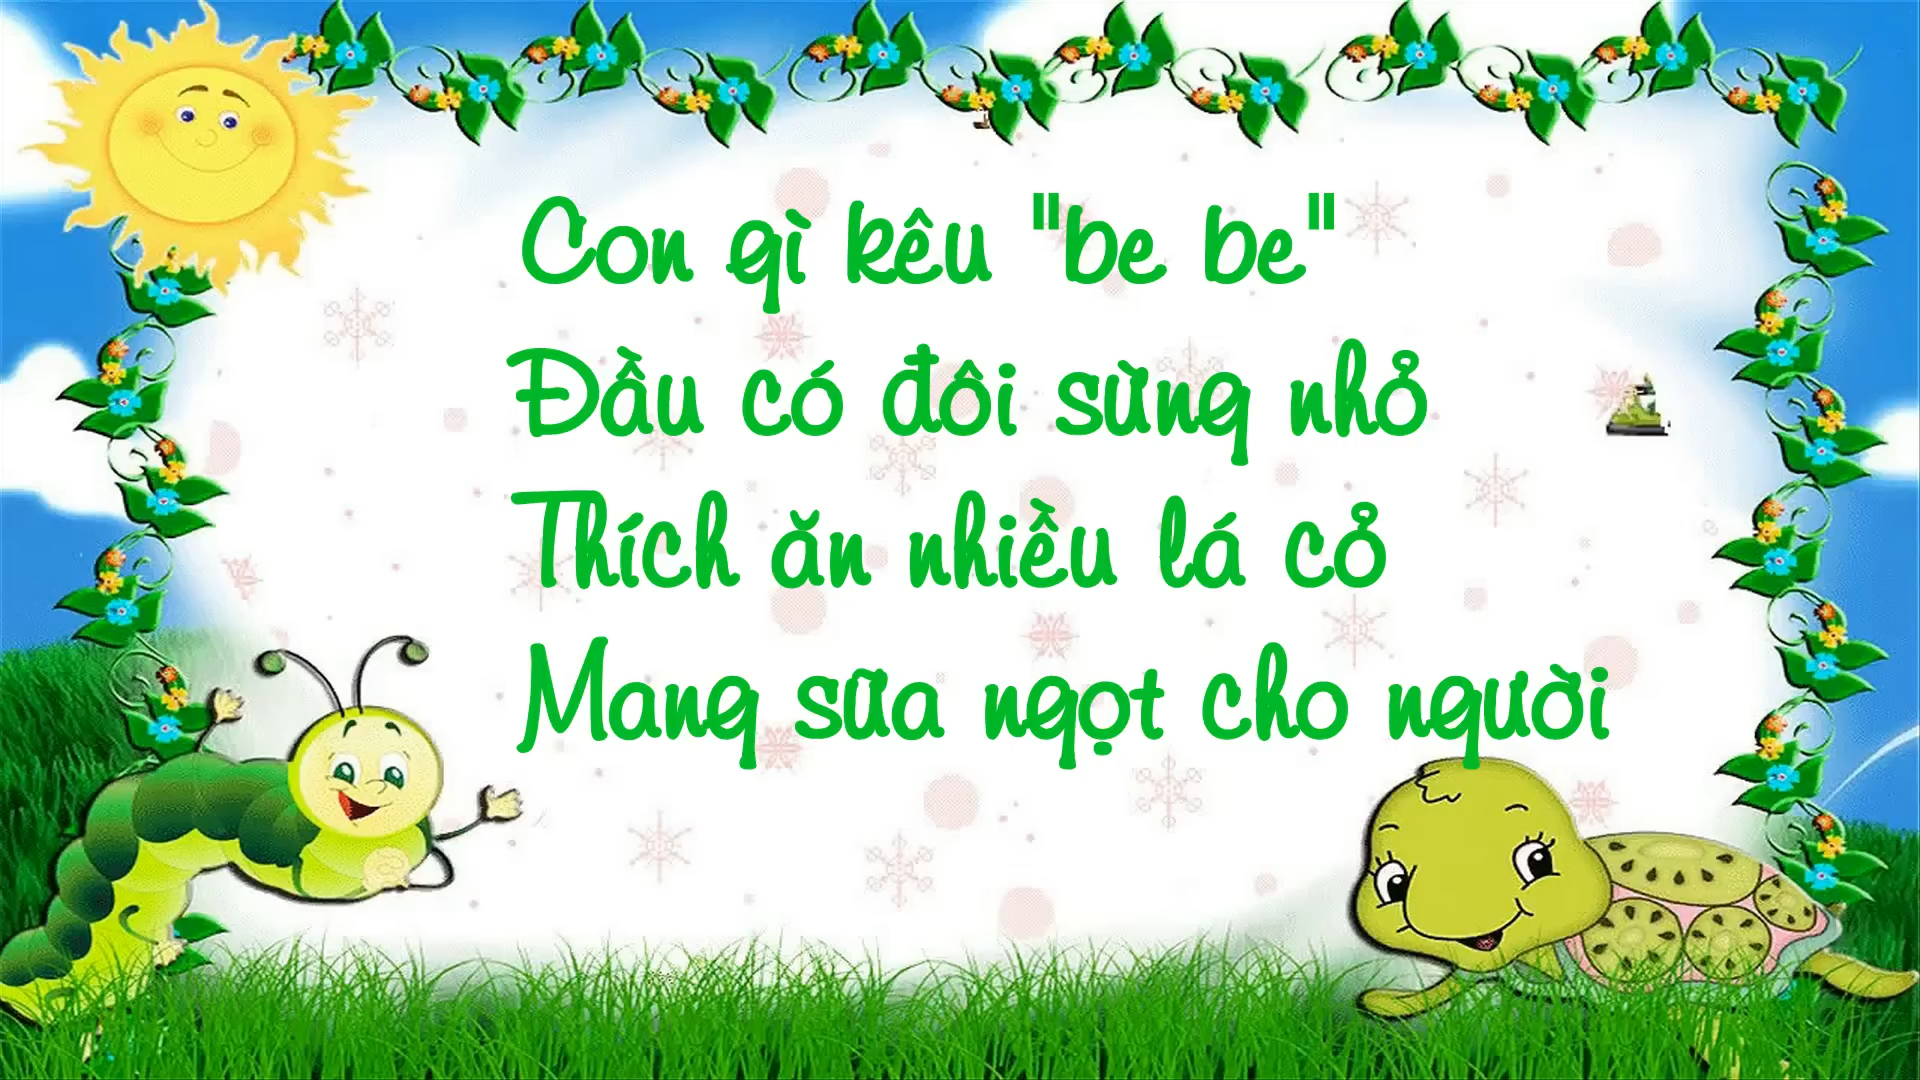 Con gì kêu "be be"
Đầu có đôi sừng nhỏ
Thích ăn nhiều lá cỏ
Mang sữa ngọt cho người